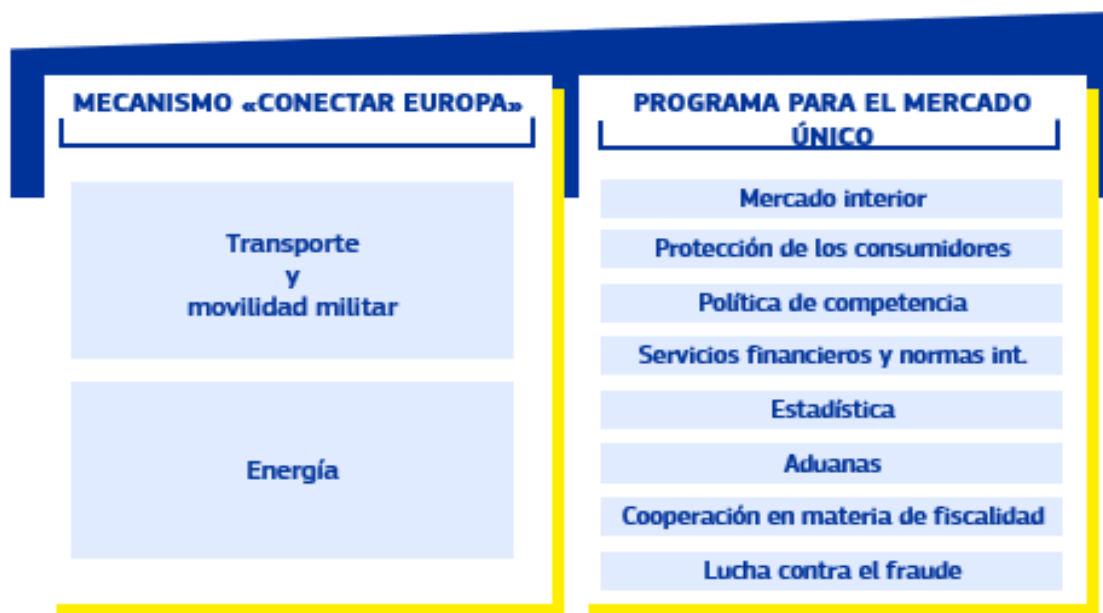 MECANISMO «CONECTAR EUROPA»
Transporte
y
movilidad militar
Energía
PROGRAMA PARA EL MERCADO
ÚNICO
Mercado interior
Protección de los consumidores
Política de competencia
Servicios financieros y normas int.
Estadística
Aduanas
Cooperación en materia de fiscalidad
Lucha contra el fraude